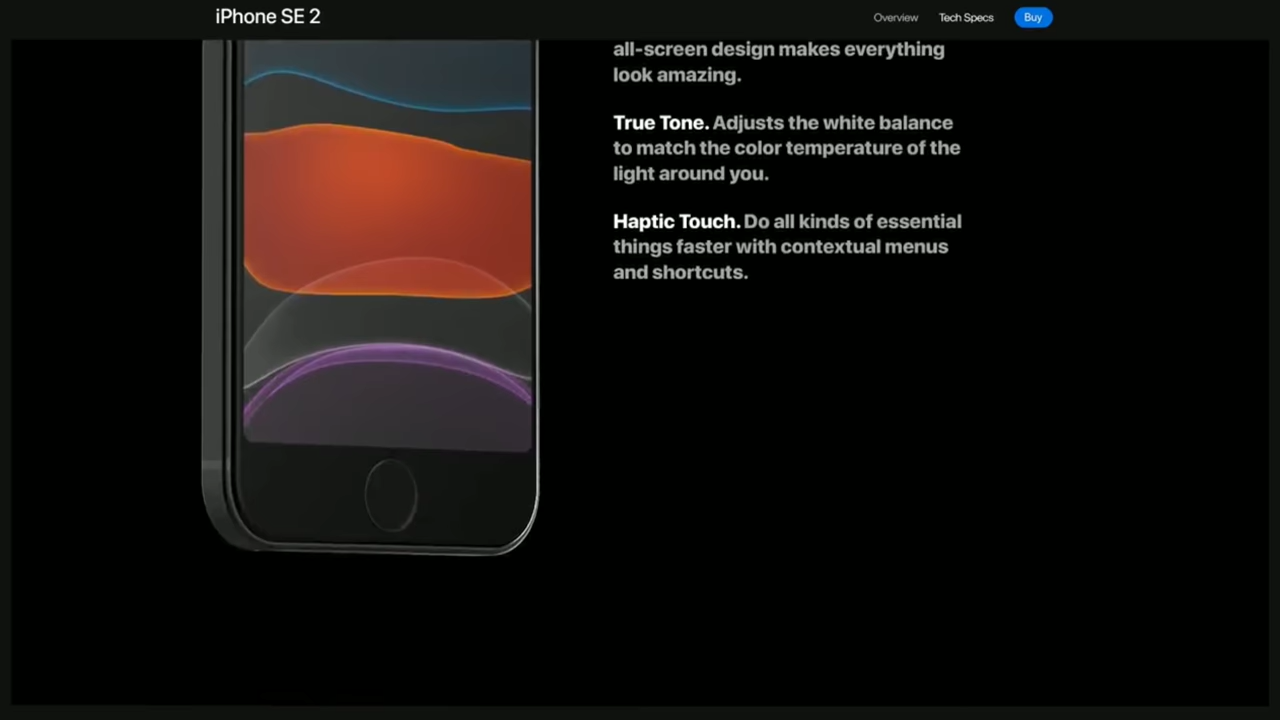 iPhone SE 2
Overview
Tech Specs
Buy
all-screen design makes everything
look amazing.
True Tone. Adjusts the white balance
to match the color temperature of the
light around you.
Haptic Touch. Do all kinds of essential
things faster with contextual menus
and shortcuts.